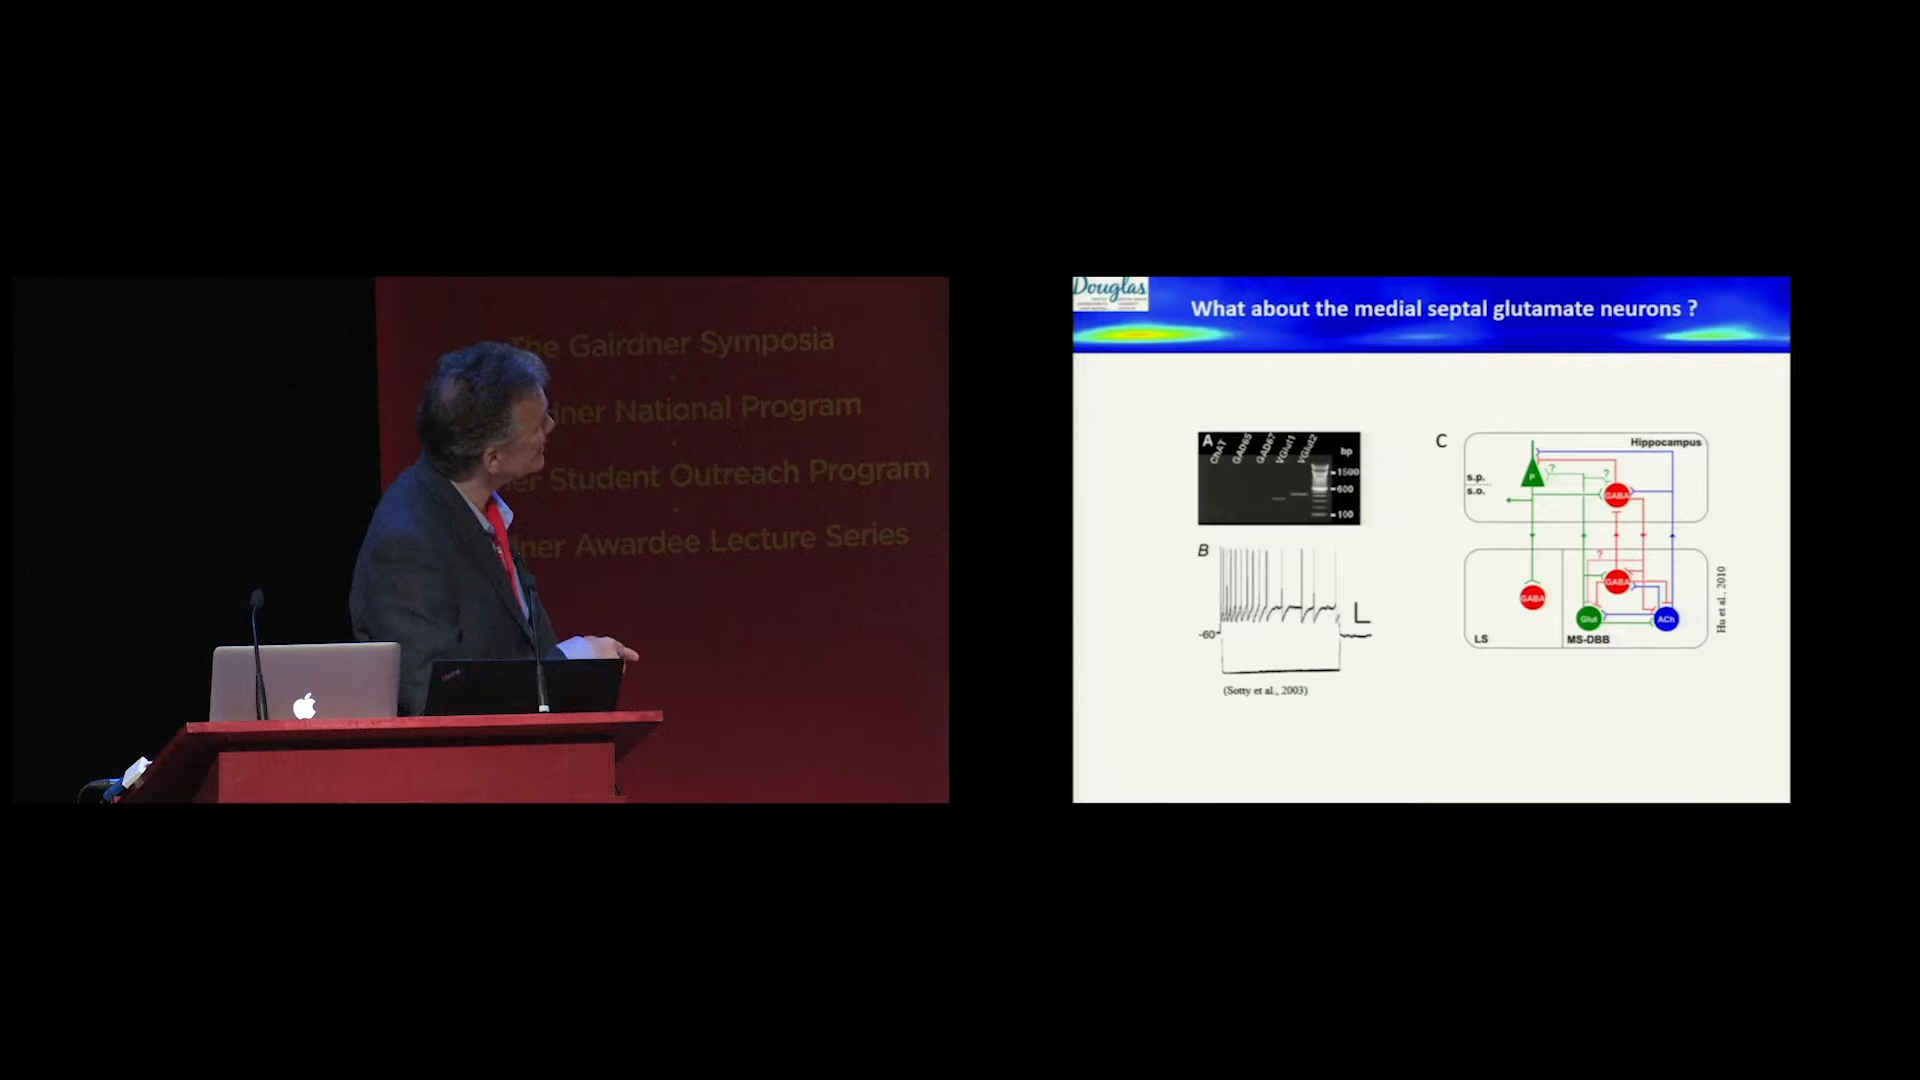 The Gairdner Symposia
dner National Program
er Student Outreach Program
dner Awardee Lecture Series
Douglas
What about the medial septal glutamate neurons ?
A
ChAT
GAD65
GAD67
VGlut1
VGlut2
bp
1500
600
100
B
-60
(Sotty et al., 2003)
C
Hippocampus
s.p.
s.o.
P
?
?
GABA
?
GABA
GABA
Glut
ACh
LS
MS-DBB
Hu et al., 2010